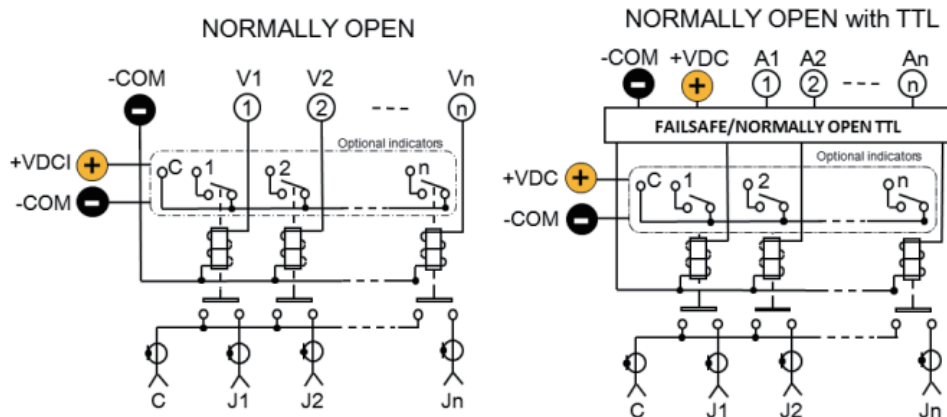 NORMALLY OPEN
-COM V1 V2 Vn
- 1 2 n
Optional indicators
+VDCI +
C 1 2 n
-COM -
C J1 J2 Jn
NORMALLY OPEN with TTL
-COM +VDC A1 A2 An
- + 1 2 n
FAILSAFE/NORMALLY OPEN TTL
Optional indicators
+VDC +
C 1 2 n
-COM -
C J1 J2 Jn